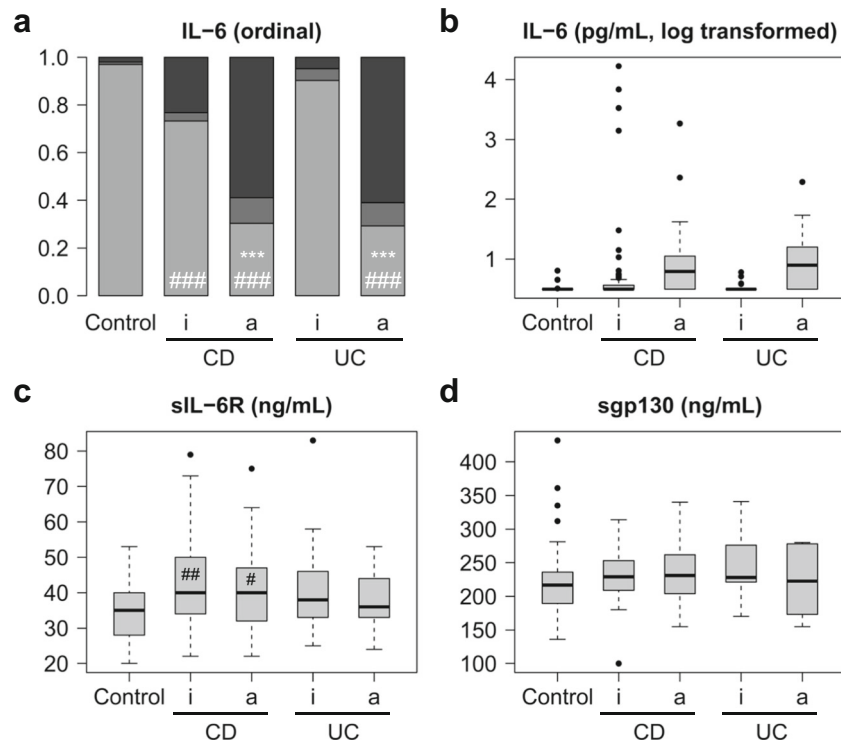 a
IL−6 (ordinal)
1.0
0.8
0.6
0.4
0.2
0.0
***
***
###
###
###
Control i a i a
CD UC
b
IL−6 (pg/mL, log transformed)
4
3
2
1
Control i a i a
CD UC
c
sIL−6R (ng/mL)
80
70
60
50
40
30
20
##
#
Control i a i a
CD UC
d
sgp130 (ng/mL)
400
350
300
250
200
150
100
Control i a i a
CD UC